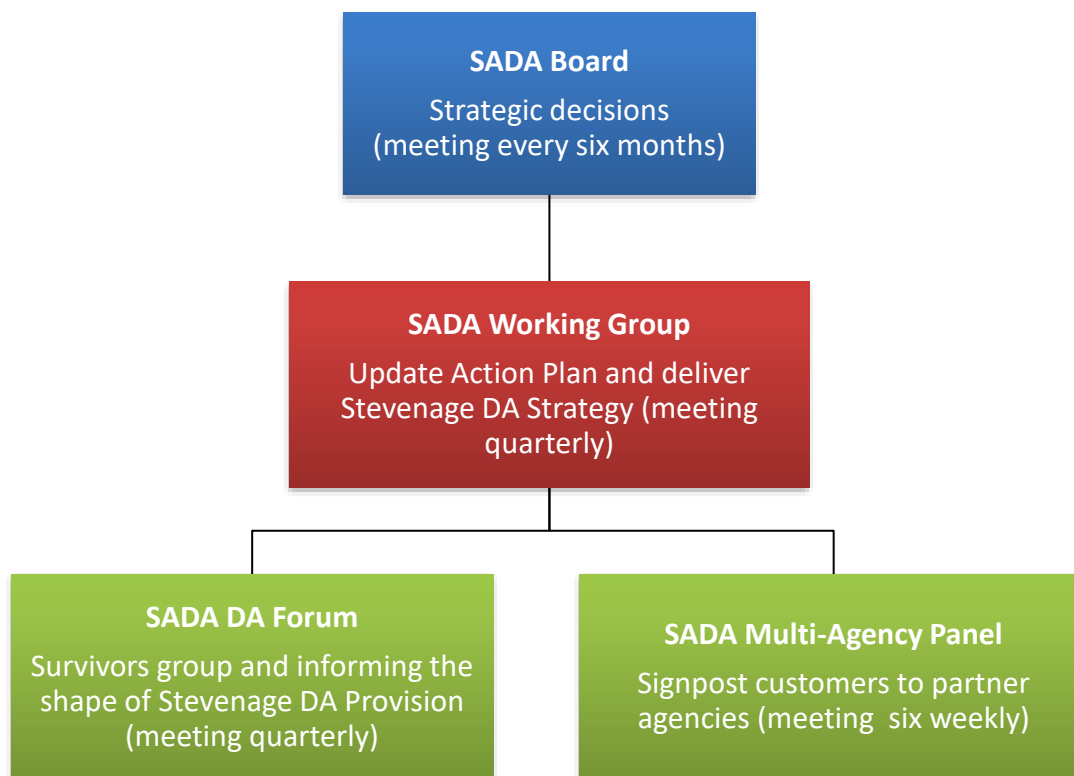 SADA Board
Strategic decisions
(meeting every six months)
SADA Working Group
Update Action Plan and deliver
Stevenage DA Strategy (meeting
quarterly)
SADA DA Forum
Survivors group and informing the
shape of Stevenage DA Provision
(meeting quarterly)
SADA Multi-Agency Panel
Signpost customers to partner
agencies (meeting  six weekly)